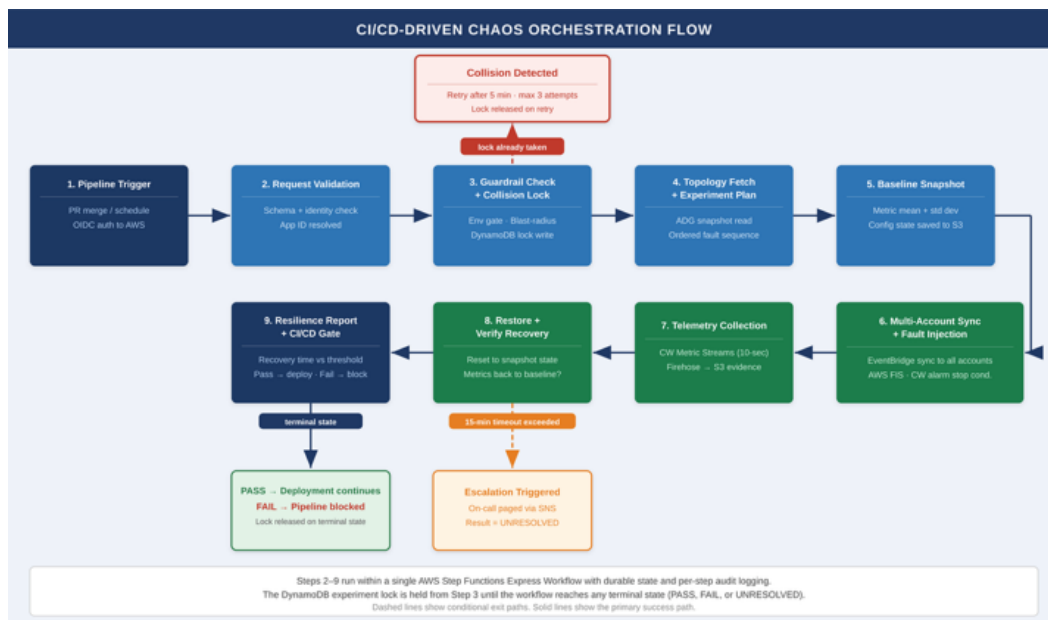 CI/CD-DRIVEN CHAOS ORCHESTRATION FLOW
Collision Detected
Retry after 5 min · max 3 attempts
Lock released on retry
lock already taken
1. Pipeline Trigger
PR merge / schedule
OIDC auth to AWS
2. Request Validation
Schema + identity check
App ID resolved
3. Guardrail Check
+ Collision Lock
Env gate · Blast-radius
DynamoDB lock write
4. Topology Fetch
+ Experiment Plan
ADG snapshot read
Ordered fault sequence
5. Baseline Snapshot
Metric mean + std dev
Config state saved to S3
9. Resilience Report
+ CI/CD Gate
Recovery time vs threshold
Pass → deploy · Fail → block
8. Restore +
Verify Recovery
Reset to snapshot state
Metrics back to baseline?
7. Telemetry Collection
CW Metric Streams (10-sec)
Firehose → S3 evidence
6. Multi-Account Sync
+ Fault Injection
EventBridge sync to all accounts
AWS FIS · CW alarm stop cond.
terminal state
15-min timeout exceeded
PASS → Deployment continues
FAIL → Pipeline blocked
Lock released on terminal state
Escalation Triggered
On-call paged via SNS
Result = UNRESOLVED
Steps 2–9 run within a single AWS Step Functions Express Workflow with durable state and per-step audit logging.
The DynamoDB experiment lock is held from Step 3 until the workflow reaches any terminal state (PASS, FAIL, or UNRESOLVED).
Dashed lines show conditional exit paths. Solid lines show the primary success path.